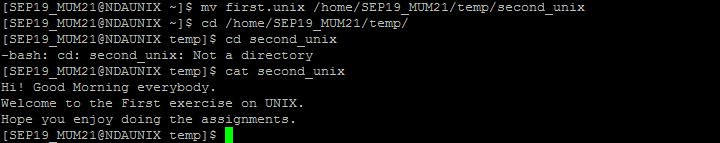 [SEP19_MUM21@NDAUNIX ~]$ mv first.unix /home/SEP19_MUM21/temp/second_unix
[SEP19_MUM21@NDAUNIX ~]$ cd /home/SEP19_MUM21/temp/
[SEP19_MUM21@NDAUNIX temp]$ cd second_unix
-bash: cd: second_unix: Not a directory
[SEP19_MUM21@NDAUNIX temp]$ cat second_unix
Hi! Good Morning everybody.
Welcome to the First exercise on UNIX.
Hope you enjoy doing the assignments.
[SEP19_MUM21@NDAUNIX temp]$